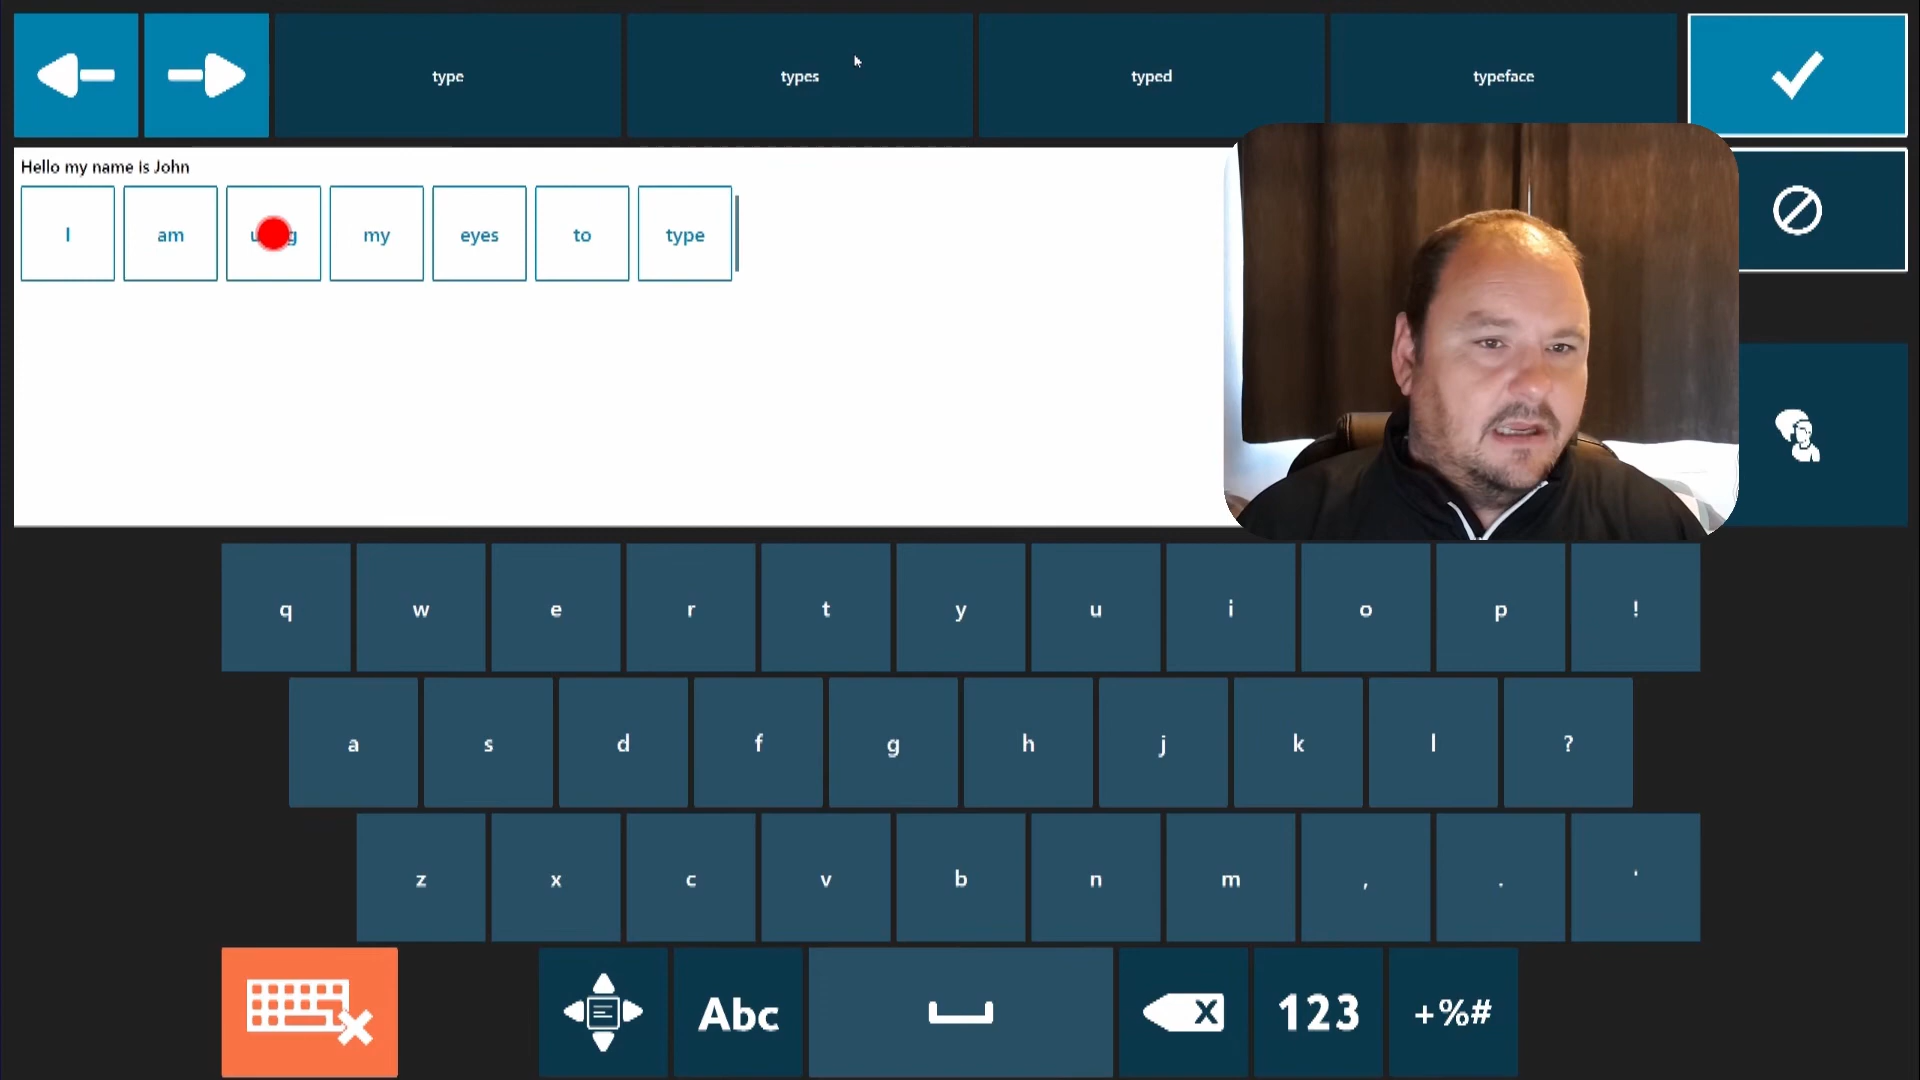 type types typed typeface
Hello my name is John
I am my eyes to type
q w e r t y u i o p !
a s d f g h j k l ?
z x c v b n m , . '
Abc X 123 +%#